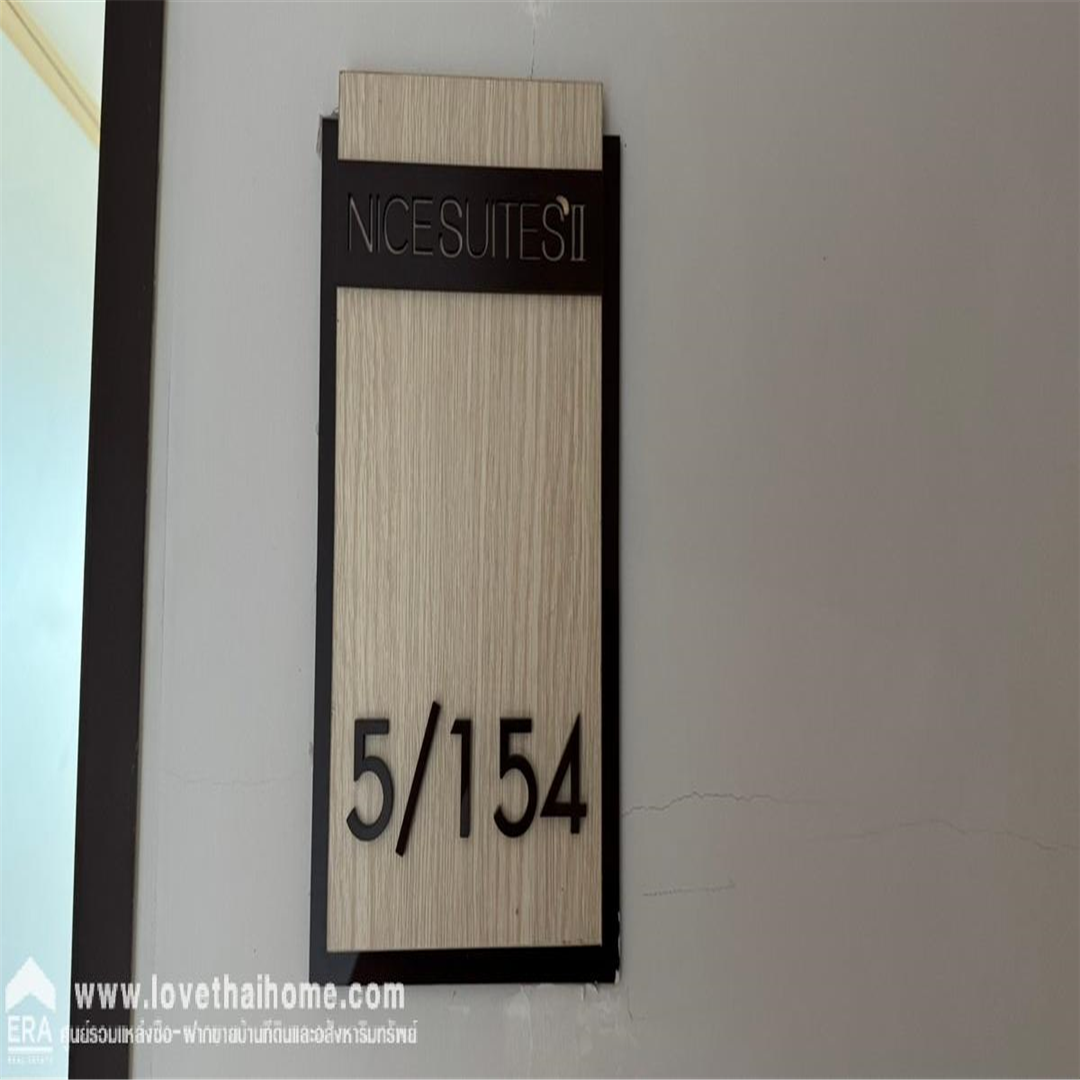 NICE SUITES II
5/154
www.lovethaihome.com
ERA ศูนย์รวมแหล่งซื้อ-ฝากขายบ้านที่ดินและอสังหาริมทรัพย์
REAL ESTATE